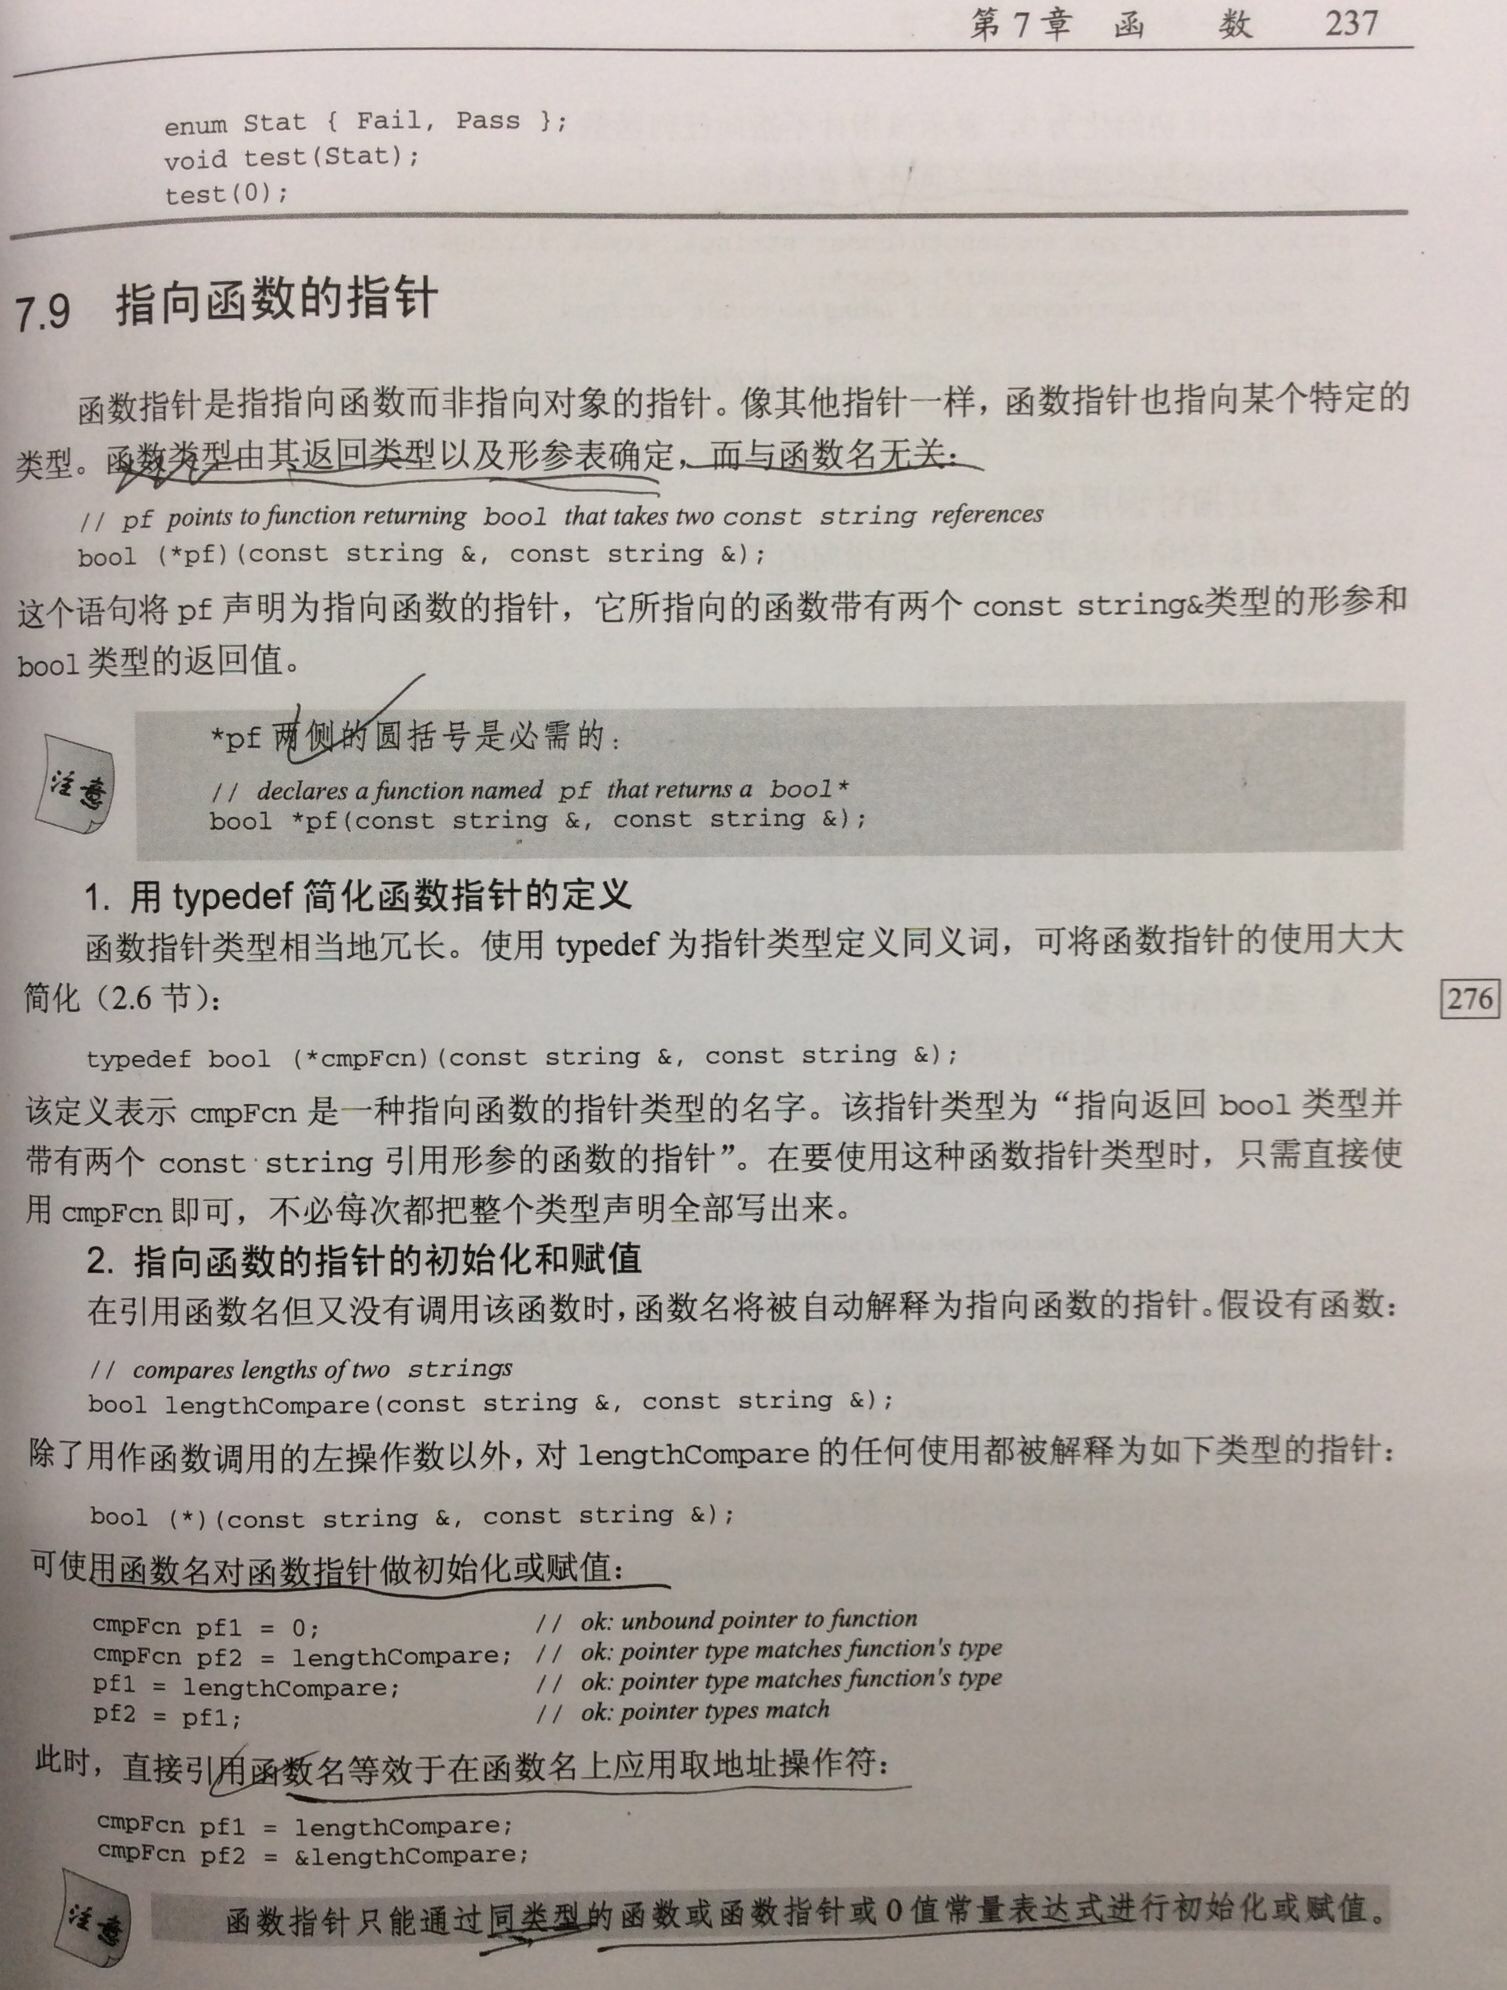 第7章 函 数 237
enum Stat { Fail, Pass };
void test(Stat);
test(0);
7.9 指向函数的指针
函数指针是指指向函数而非指向对象的指针。像其他指针一样，函数指针也指向某个特定的
类型。函数类型由其返回类型以及形参表确定，而与函数名无关：
// pf points to function returning bool that takes two const string references
bool (*pf)(const string &, const string &);
这个语句将 pf 声明为指向函数的指针，它所指向的函数带有两个 const string&类型的形参和
bool 类型的返回值。
注意
*pf 两侧的圆括号是必需的：
// declares a function named pf that returns a bool*
bool *pf(const string &, const string &);
1. 用 typedef 简化函数指针的定义
函数指针类型相当地冗长。使用 typedef 为指针类型定义同义词，可将函数指针的使用大大
简化（2.6 节）：
276
typedef bool (*cmpFcn)(const string &, const string &);
该定义表示 cmpFcn 是一种指向函数的指针类型的名字。该指针类型为“指向返回 bool 类型并
带有两个 const string 引用形参的函数的指针”。在要使用这种函数指针类型时，只需直接使
用 cmpFcn 即可，不必每次都把整个类型声明全部写出来。
2. 指向函数的指针的初始化和赋值
在引用函数名但又没有调用该函数时，函数名将被自动解释为指向函数的指针。假设有函数：
// compares lengths of two strings
bool lengthCompare(const string &, const string &);
除了用作函数调用的左操作数以外，对 lengthCompare 的任何使用都被解释为如下类型的指针：
bool (*)(const string &, const string &);
可使用函数名对函数指针做初始化或赋值：
cmpFcn pf1 = 0; // ok: unbound pointer to function
cmpFcn pf2 = lengthCompare; // ok: pointer type matches function's type
pf1 = lengthCompare; // ok: pointer type matches function's type
pf2 = pf1; // ok: pointer types match
此时，直接引用函数名等效于在函数名上应用取地址操作符：
cmpFcn pf1 = lengthCompare;
cmpFcn pf2 = &lengthCompare;
注意
函数指针只能通过同类型的函数或函数指针或0值常量表达式进行初始化或赋值。